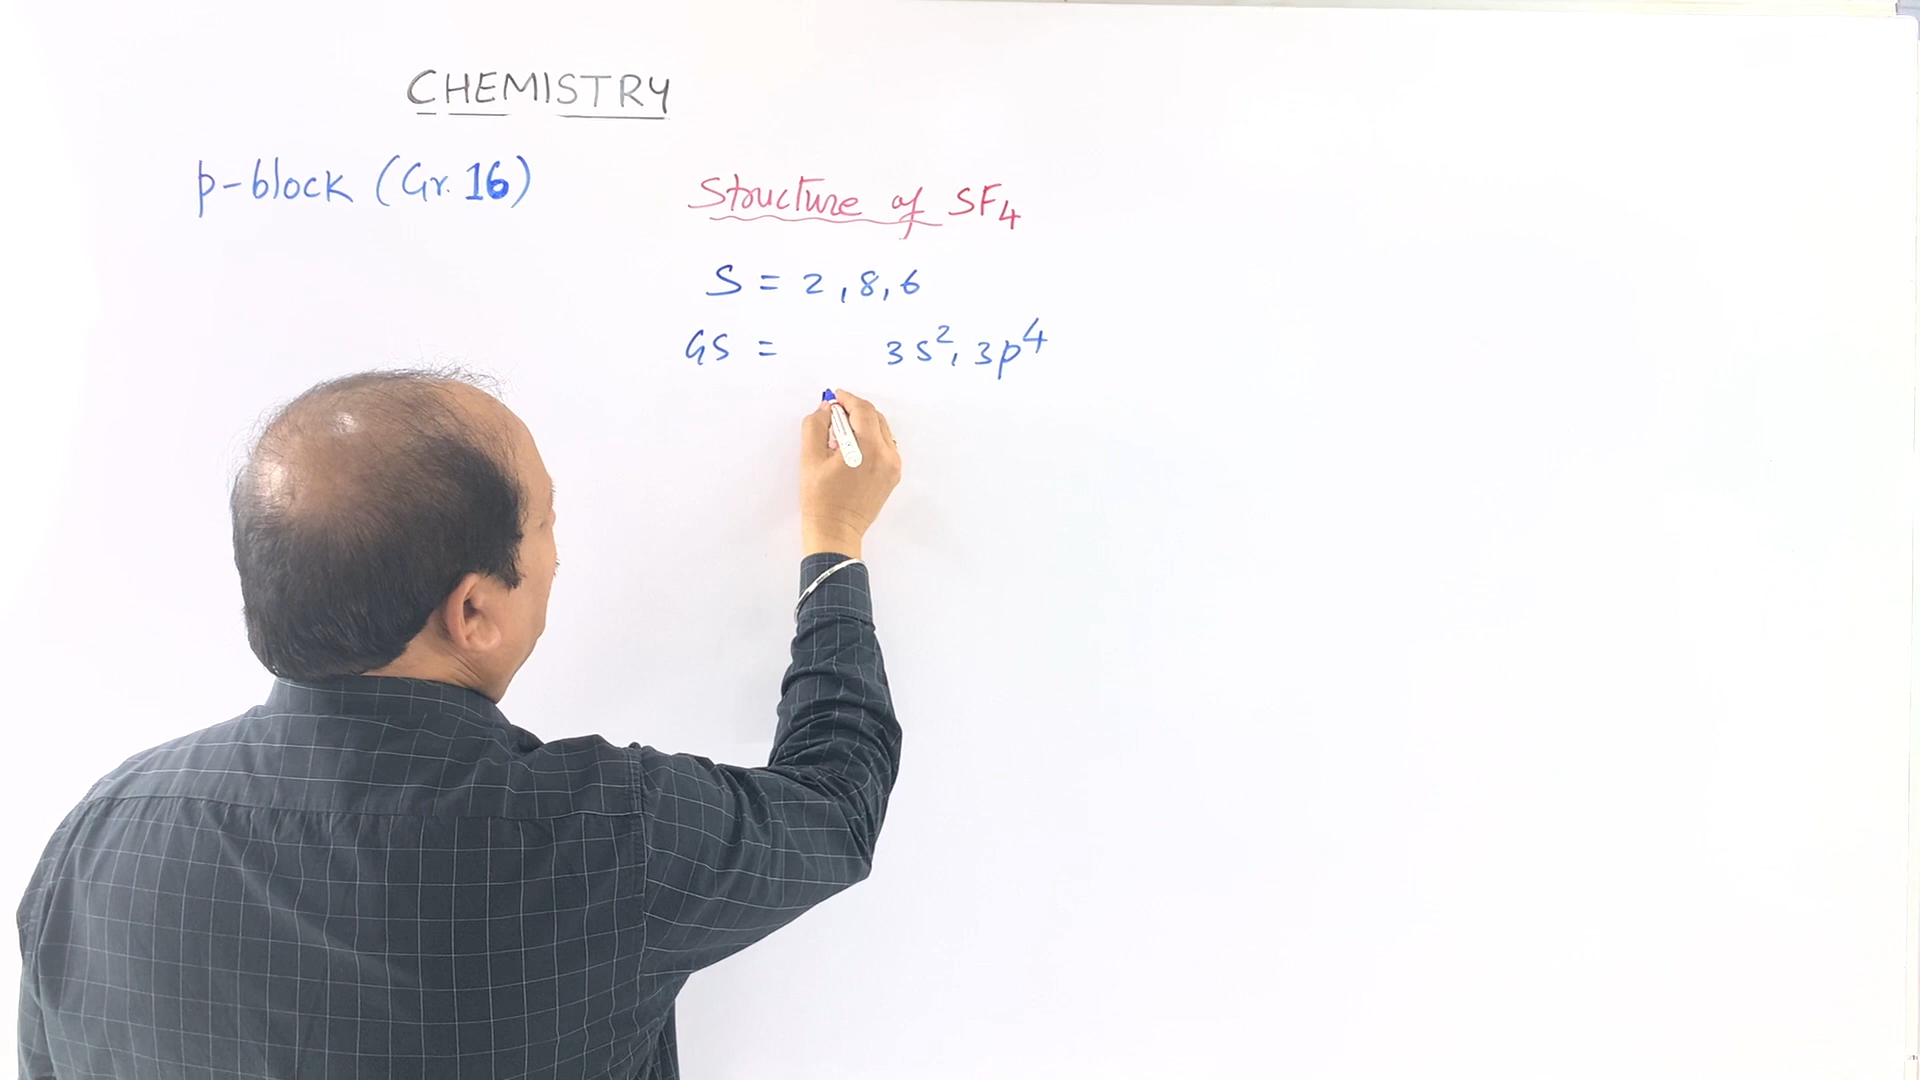 CHEMISTRY
p-block (Gr. 16)
Structure of SF₄
S = 2, 8, 6
GS = 3s², 3p⁴